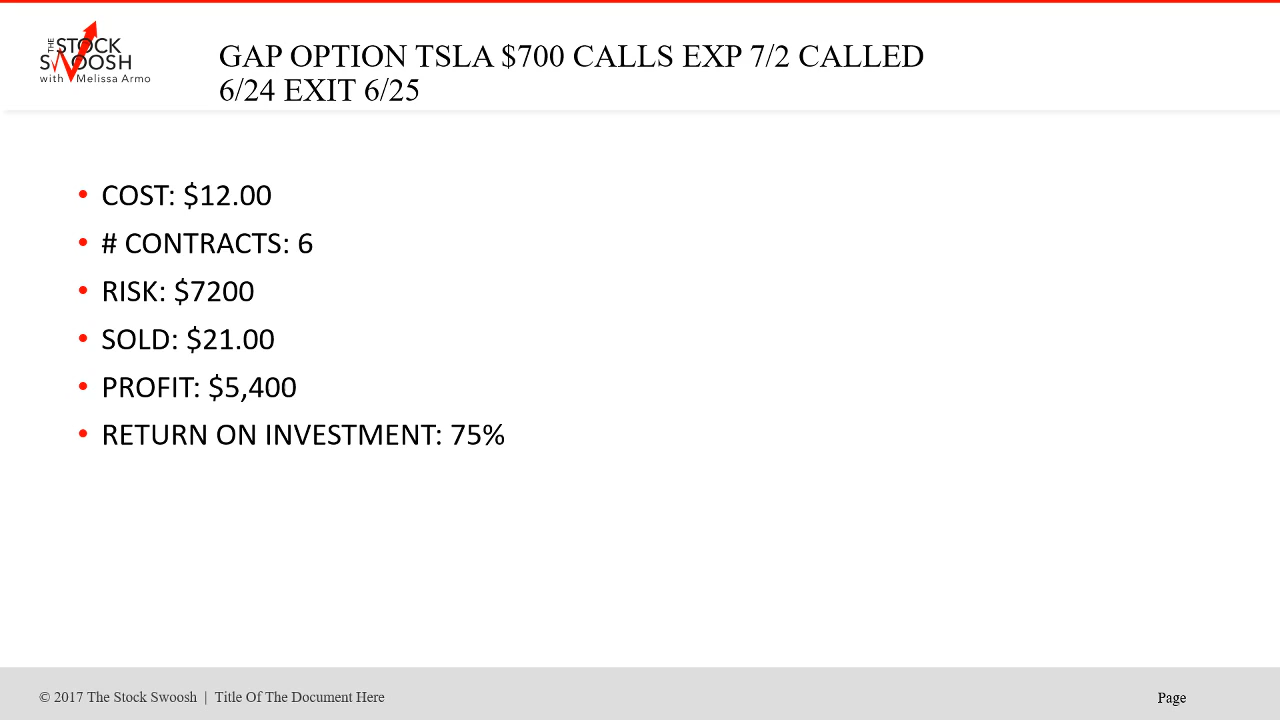 THE STOCK
SWOOSH
with Melissa Armo
GAP OPTION TSLA $700 CALLS EXP 7/2 CALLED
6/24 EXIT 6/25
• COST: $12.00
• # CONTRACTS: 6
• RISK: $7200
• SOLD: $21.00
• PROFIT: $5,400
• RETURN ON INVESTMENT: 75%
© 2017 The Stock Swoosh | Title Of The Document Here
Page